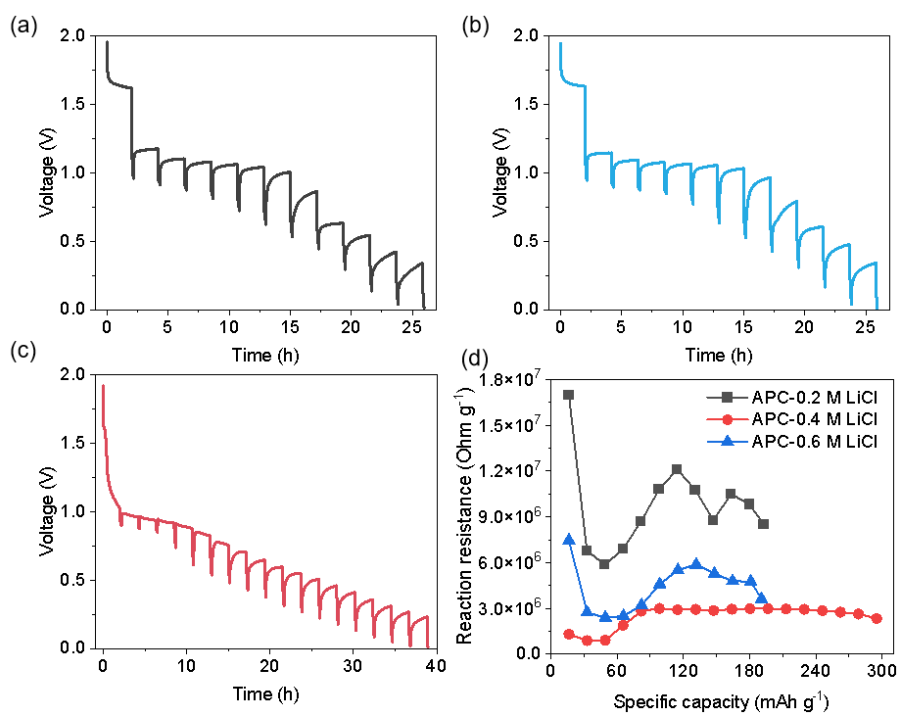 (a)
2.0
1.5
1.0
0.5
0.0
Voltage (V)
0 5 10 15 20 25
Time (h)
(b)
2.0
1.5
1.0
0.5
0.0
Voltage (V)
0 5 10 15 20 25
Time (h)
(c)
2.0
1.5
1.0
0.5
0.0
Voltage (V)
0 5 10 15 20 25 30 35 40
Time (h)
(d)
1.8×10⁷
1.2×10⁷
9.0×10⁶
6.0×10⁶
3.0×10⁶
0.0
Reaction resistance (Ohm g⁻¹)
APC-0.2 M LiCl
APC-0.4 M LiCl
APC-0.6 M LiCl
0 60 120 180 240 300
Specific capacity (mAh g⁻¹)